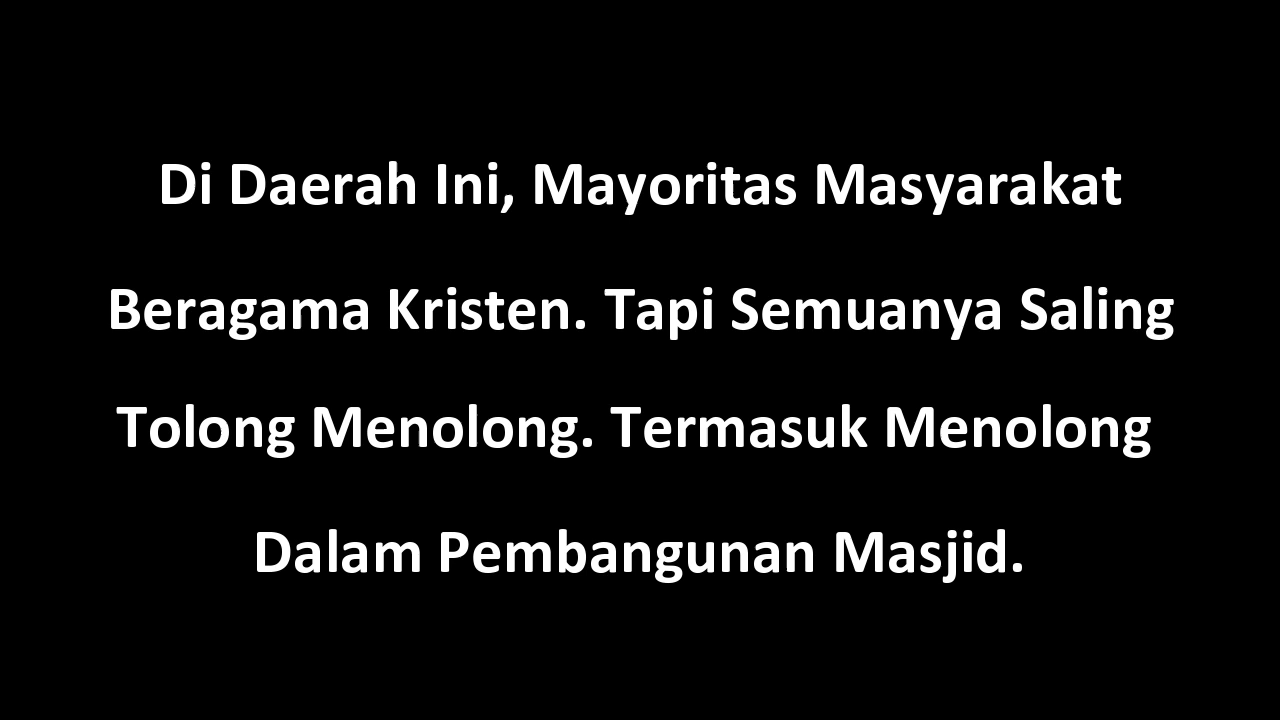 Di Daerah Ini, Mayoritas Masyarakat
Beragama Kristen. Tapi Semuanya Saling
Tolong Menolong. Termasuk Menolong
Dalam Pembangunan Masjid.